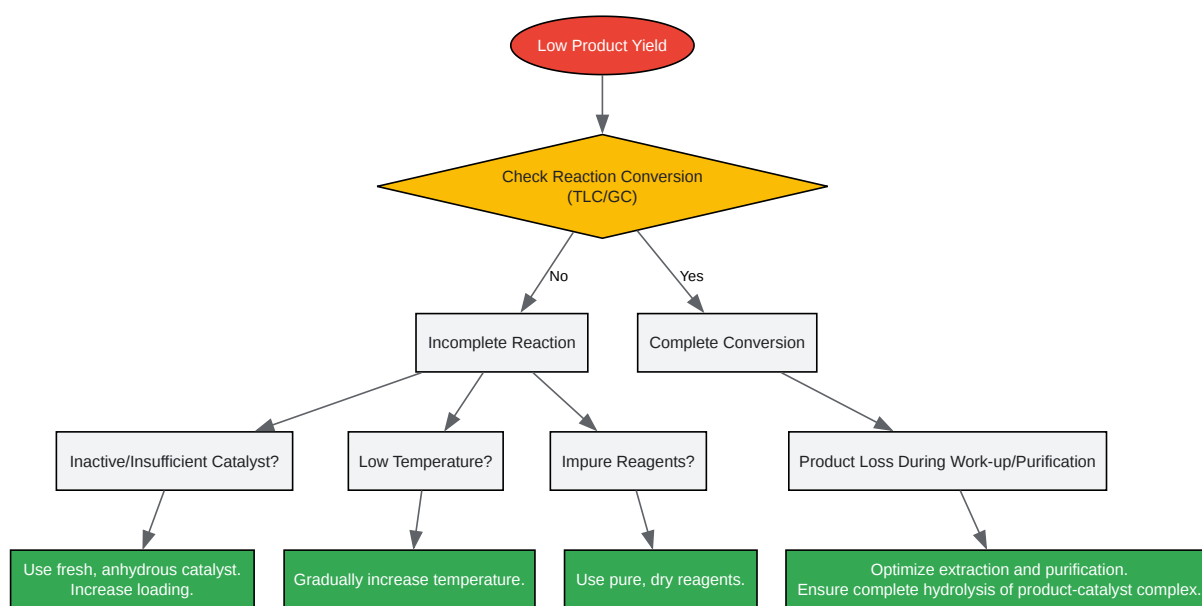 Low Product Yield
Check Reaction Conversion
(TLC/GC)
No
Yes
Incomplete Reaction
Complete Conversion
Inactive/Insufficient Catalyst?
Low Temperature?
Impure Reagents?
Product Loss During Work-up/Purification
Use fresh, anhydrous catalyst.
Increase loading.
Gradually increase temperature.
Use pure, dry reagents.
Optimize extraction and purification.
Ensure complete hydrolysis of product-catalyst complex.